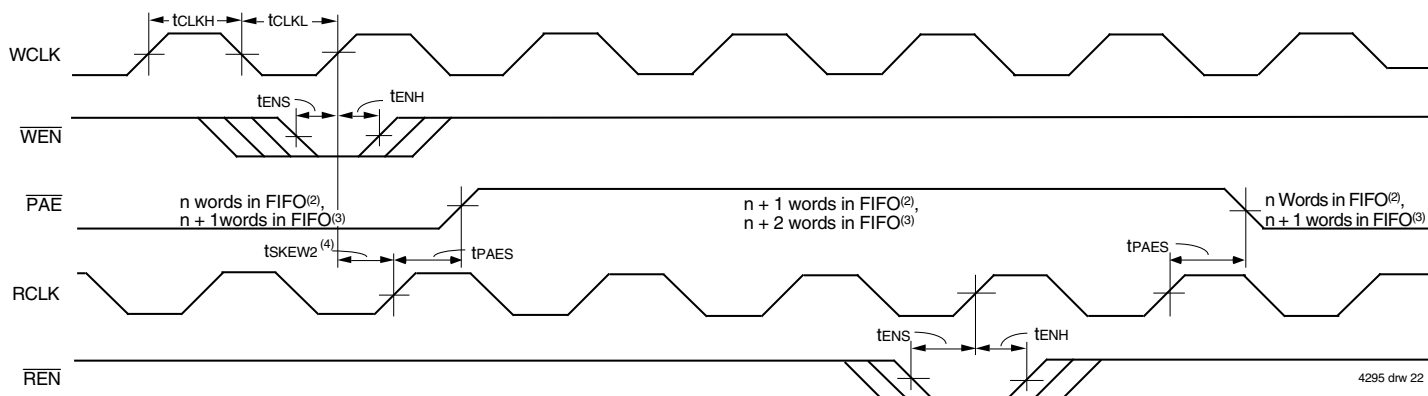 tCLKH tCLKL
WCLK
tENS tENH
WEN
PAE
n words in FIFO(2),
n + 1words in FIFO(3)
n + 1 words in FIFO(2),
n + 2 words in FIFO(3)
n Words in FIFO(2),
n + 1 words in FIFO(3)
tSKEW2 (4) tPAES tPAES
RCLK
tENS tENH
REN
4295 drw 22